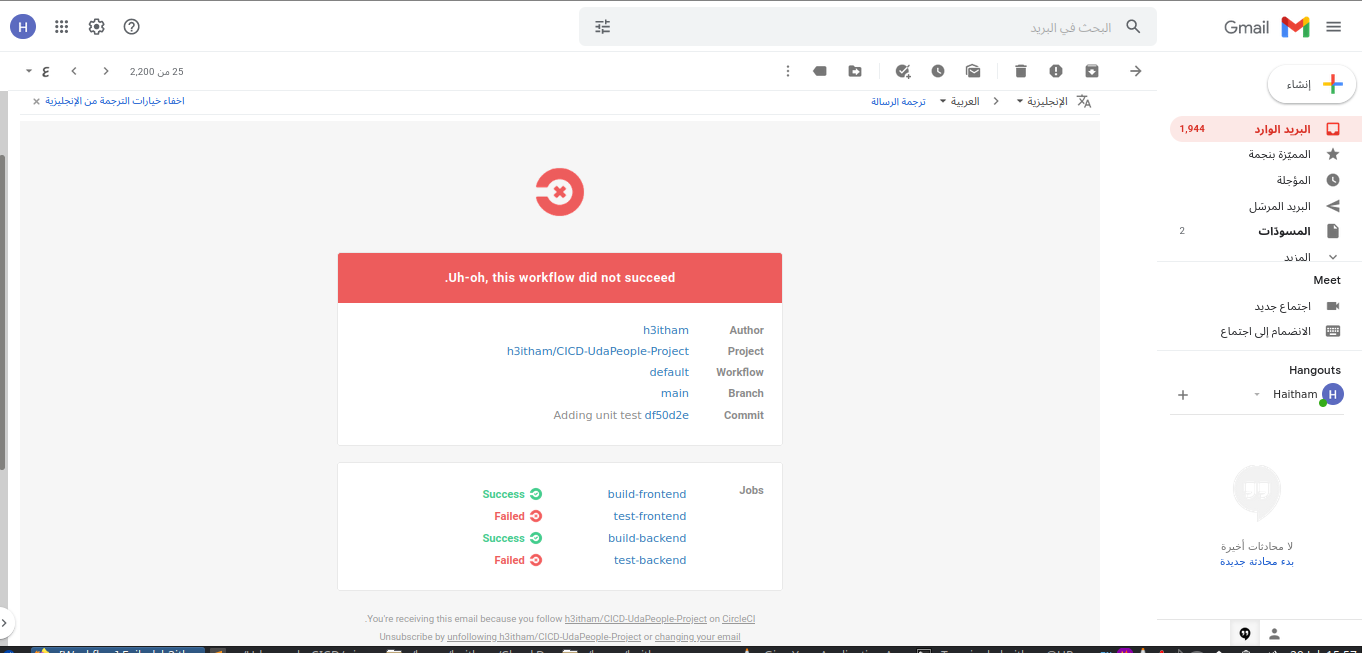 Gmail
البحث في البريد
H
25 من 2,200
ع
إنشاء
البريد الوارد
1,944
المميّزة بنجمة
المؤجلة
البريد المرسَل
المسودّات
2
المزيد
Meet
اجتماع جديد
الانضمام إلى اجتماع
Hangouts
H
Haitham
لا محادثات أخيرة
بدء محادثة جديدة
الإنجليزية
العربية
ترجمة الرسالة
اخفاء خيارات الترجمة من الإنجليزية
.Uh-oh, this workflow did not succeed
Author h3itham
Project h3itham/CICD-UdaPeople-Project
Workflow default
Branch main
Commit Adding unit test df50d2e
Jobs
build-frontend Success
test-frontend Failed
build-backend Success
test-backend Failed
.You're receiving this email because you follow h3itham/CICD-UdaPeople-Project on CircleCI
Unsubscribe by unfollowing h3itham/CICD-UdaPeople-Project or changing your email